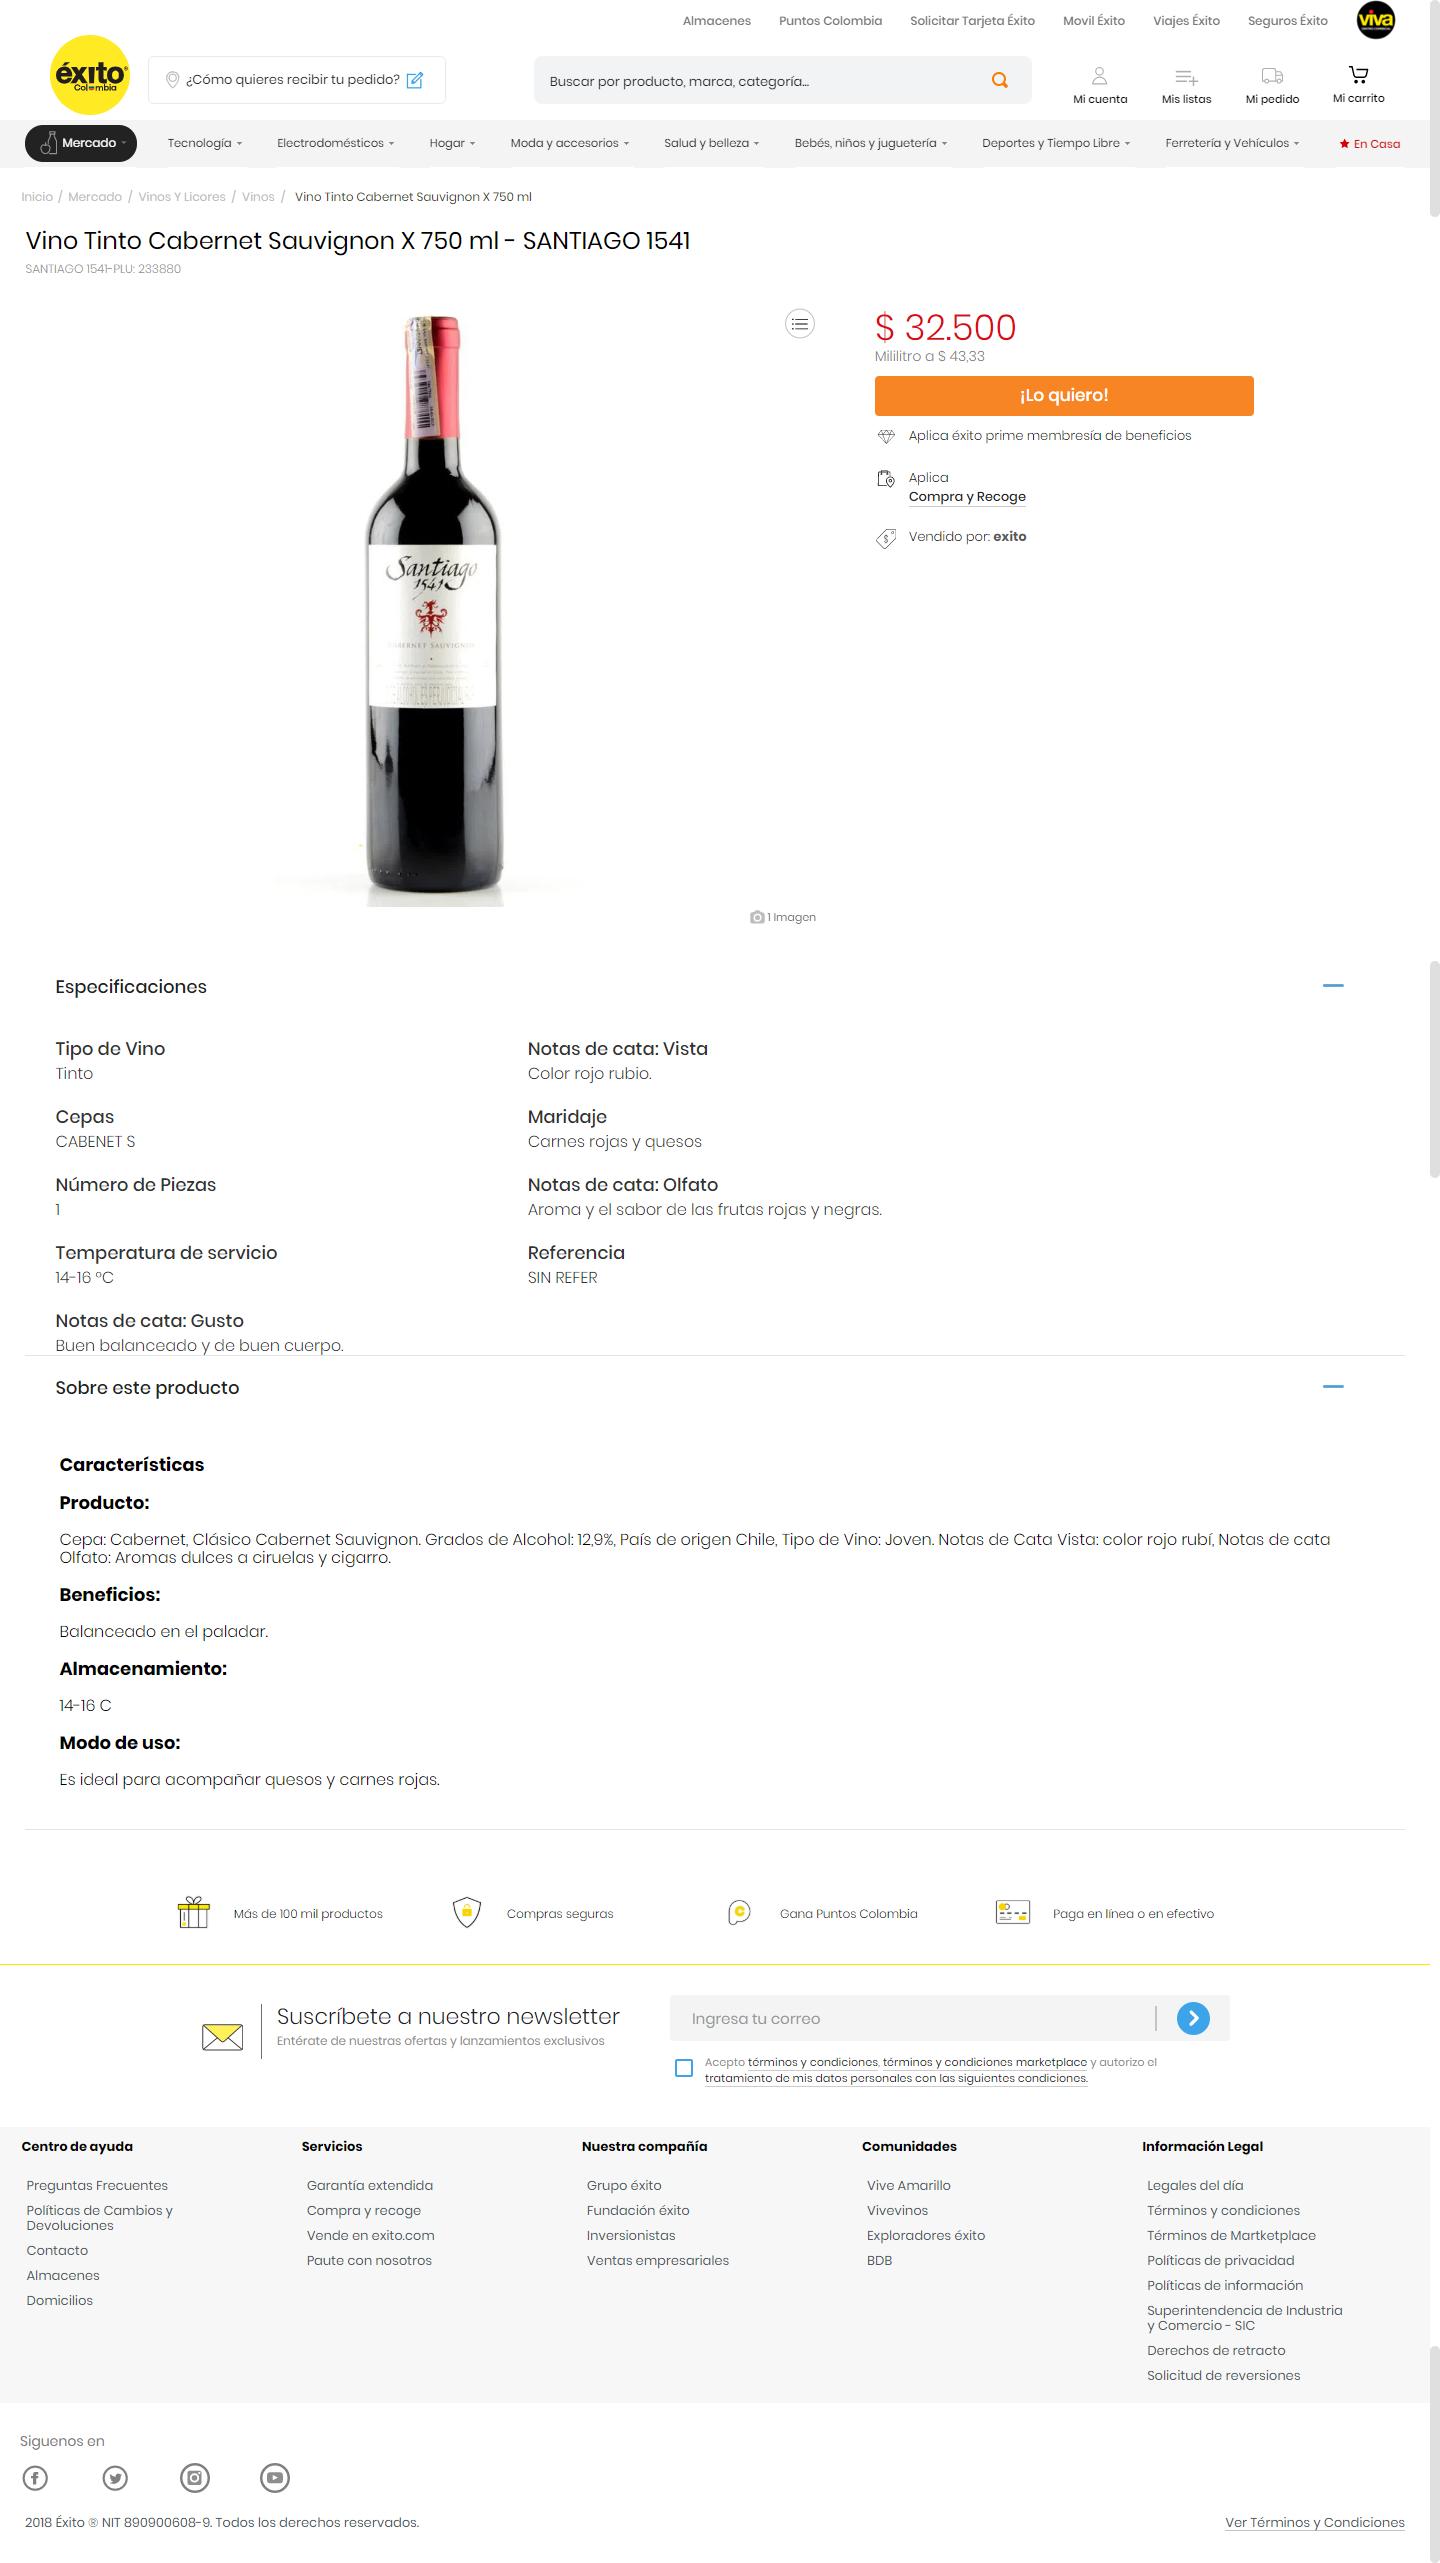 Almacenes Puntos Colombia Solicitar Tarjeta Éxito Movil Éxito Viajes Éxito Seguros Éxito viva
éxito
Colombia
¿Cómo quieres recibir tu pedido?
Buscar por producto, marca, categoría...
Mi cuenta Mis listas Mi pedido Mi carrito
Mercado Tecnología Electrodomésticos Hogar Moda y accesorios Salud y belleza Bebés, niños y juguetería Deportes y Tiempo Libre Ferretería y Vehículos En Casa
Inicio / Mercado / Vinos Y Licores / Vinos / Vino Tinto Cabernet Sauvignon X 750 ml
Vino Tinto Cabernet Sauvignon X 750 ml - SANTIAGO 1541
SANTIAGO 1541-PLU: 233880
Santiago
1541
CABERNET SAUVIGNON
1 Imagen
$ 32.500
Mililitro a $ 43,33
¡Lo quiero!
Aplica éxito prime membresía de beneficios
Aplica
Compra y Recoge
Vendido por: exito
Especificaciones
Tipo de Vino
Tinto
Notas de cata: Vista
Color rojo rubio.
Cepas
CABENET S
Maridaje
Carnes rojas y quesos
Número de Piezas
1
Notas de cata: Olfato
Aroma y el sabor de las frutas rojas y negras.
Temperatura de servicio
14-16 °C
Referencia
SIN REFER
Notas de cata: Gusto
Buen balanceado y de buen cuerpo.
Sobre este producto
Características
Producto:
Cepa: Cabernet, Clásico Cabernet Sauvignon. Grados de Alcohol: 12,9%, País de origen Chile, Tipo de Vino: Joven. Notas de Cata Vista: color rojo rubí, Notas de cata
Olfato: Aromas dulces a ciruelas y cigarro.
Beneficios:
Balanceado en el paladar.
Almacenamiento:
14-16 C
Modo de uso:
Es ideal para acompañar quesos y carnes rojas.
Más de 100 mil productos Compras seguras Gana Puntos Colombia Paga en línea o en efectivo
Suscríbete a nuestro newsletter
Entérate de nuestras ofertas y lanzamientos exclusivos
Ingresa tu correo
Acepto términos y condiciones, términos y condiciones marketplace y autorizo el
tratamiento de mis datos personales con las siguientes condiciones.
Centro de ayuda
Preguntas Frecuentes
Políticas de Cambios y
Devoluciones
Contacto
Almacenes
Domicilios
Servicios
Garantía extendida
Compra y recoge
Vende en exito.com
Paute con nosotros
Nuestra compañía
Grupo éxito
Fundación éxito
Inversionistas
Ventas empresariales
Comunidades
Vive Amarillo
Vivevinos
Exploradores éxito
BDB
Información Legal
Legales del día
Términos y condiciones
Términos de Martketplace
Políticas de privacidad
Políticas de información
Superintendencia de Industria
y Comercio - SIC
Derechos de retracto
Solicitud de reversiones
Siguenos en
2018 Éxito ® NIT 890900608-9. Todos los derechos reservados.
Ver Términos y Condiciones